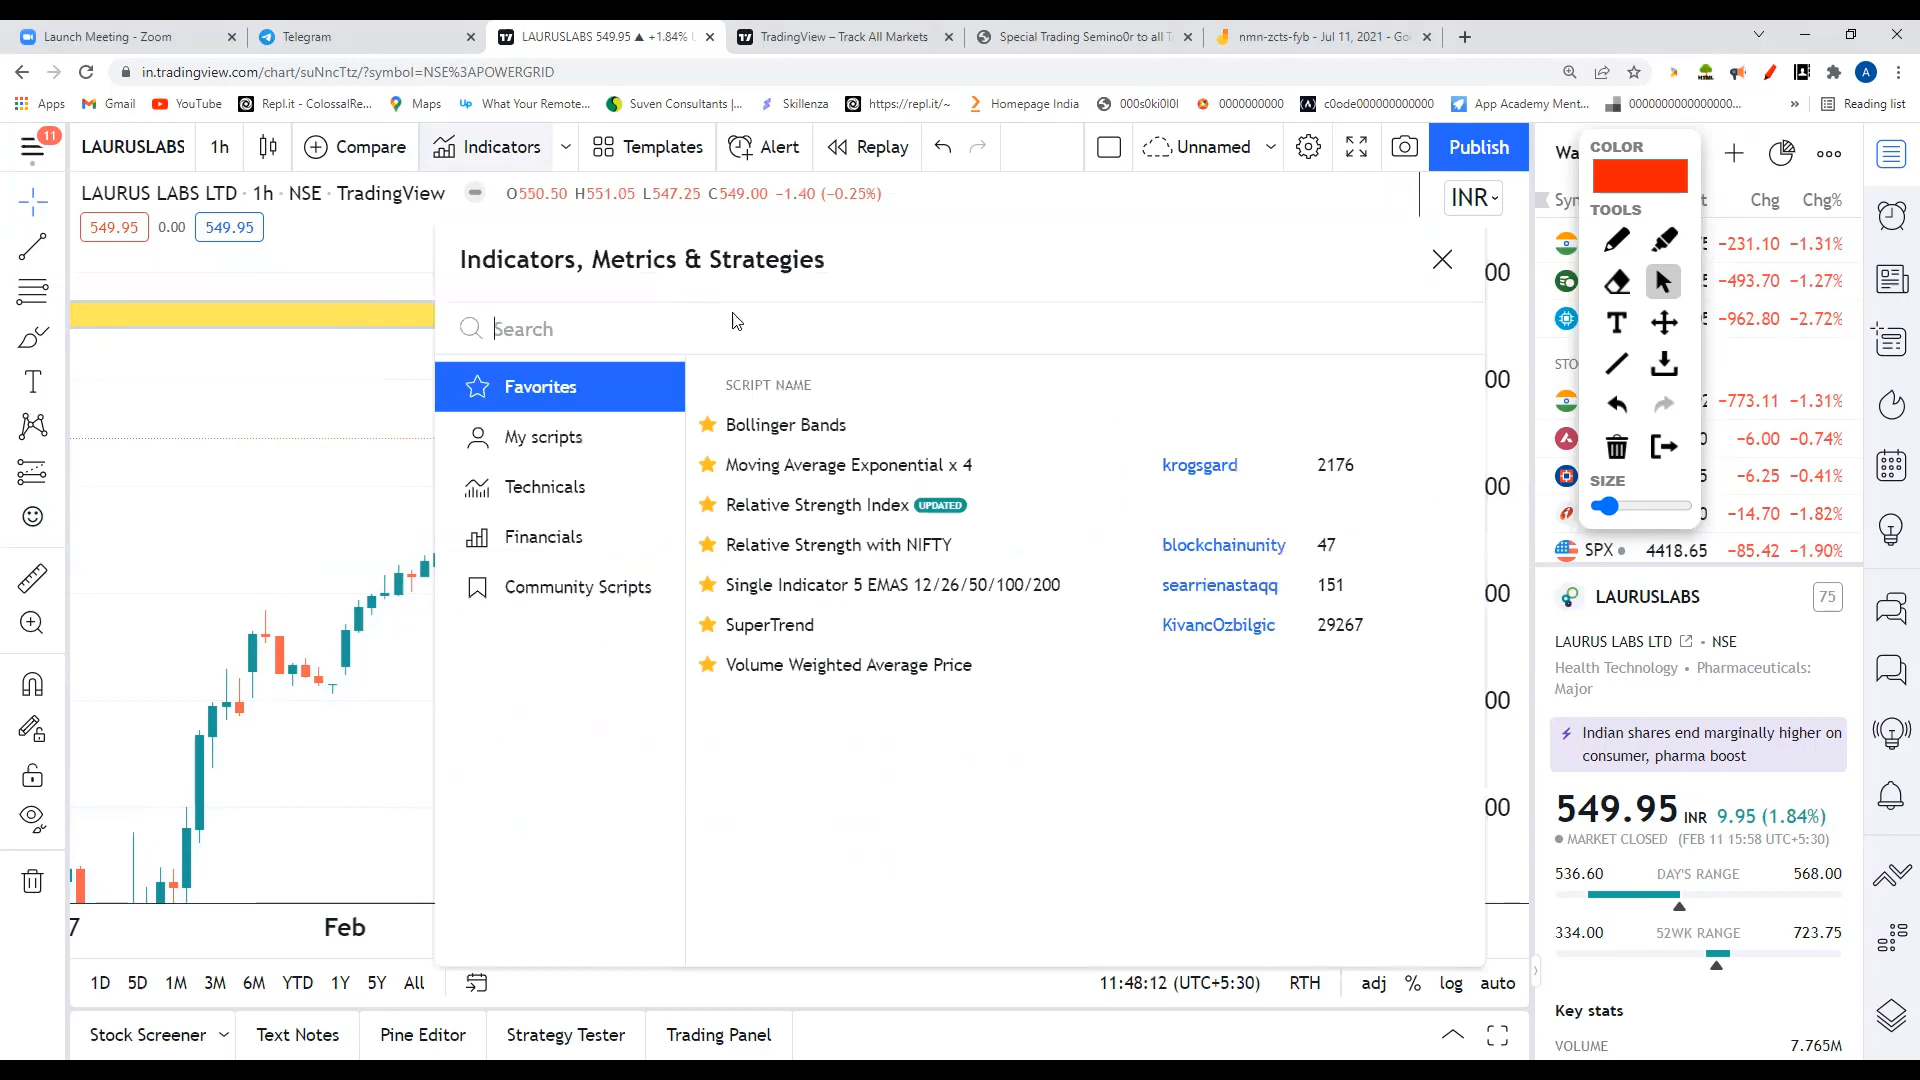 Launch Meeting - Zoom
Telegram
LAURUSLABS 549.95 ▲ +1.84%
TradingView – Track All Markets
Special Trading Semino0r to all
nmn-zcts-fyb - Jul 11, 2021 - Go
in.tradingview.com/chart/suNncTtz/?symbol=NSE%3APOWERGRID
A
Apps
Gmail
YouTube
Repl.it - ColossalRe...
Maps
What Your Remote...
Suven Consultants |...
Skillenza
https://repl.it/~
Homepage India
000s0ki0l0l
0000000000
c0ode000000000000
App Academy Ment...
0000000000000000...
»
Reading list
11
LAURUSLABS
1h
Compare
Indicators
Templates
Alert
Replay
Unnamed
Publish
Wa
LAURUS LABS LTD · 1h · NSE · TradingView
O550.50 H551.05 L547.25 C549.00 −1.40 (−0.25%)
INR
549.95
0.00
549.95
COLOR
TOOLS
SIZE
Chg
Chg%
−231.10 −1.31%
−493.70 −1.27%
−962.80 −2.72%
−773.11 −1.31%
−6.00 −0.74%
−6.25 −0.41%
−14.70 −1.82%
SPX 4418.65 −85.42 −1.90%
Indicators, Metrics & Strategies
Search
Favorites
My scripts
Technicals
Financials
Community Scripts
SCRIPT NAME
Bollinger Bands
Moving Average Exponential x 4 krogsgard 2176
Relative Strength Index UPDATED
Relative Strength with NIFTY blockchainunity 47
Single Indicator 5 EMAS 12/26/50/100/200 searrienastaqq 151
SuperTrend KivancOzbilgic 29267
Volume Weighted Average Price
00
00
00
00
00
00
7
Feb
LAURUSLABS
75
LAURUS LABS LTD • NSE
Health Technology • Pharmaceuticals:
Major
Indian shares end marginally higher on
consumer, pharma boost
549.95 INR 9.95 (1.84%)
MARKET CLOSED (FEB 11 15:58 UTC+5:30)
536.60 DAY'S RANGE 568.00
334.00 52WK RANGE 723.75
Key stats
VOLUME 7.765M
1D 5D 1M 3M 6M YTD 1Y 5Y All
11:48:12 (UTC+5:30)
RTH
adj
%
log
auto
Stock Screener
Text Notes
Pine Editor
Strategy Tester
Trading Panel